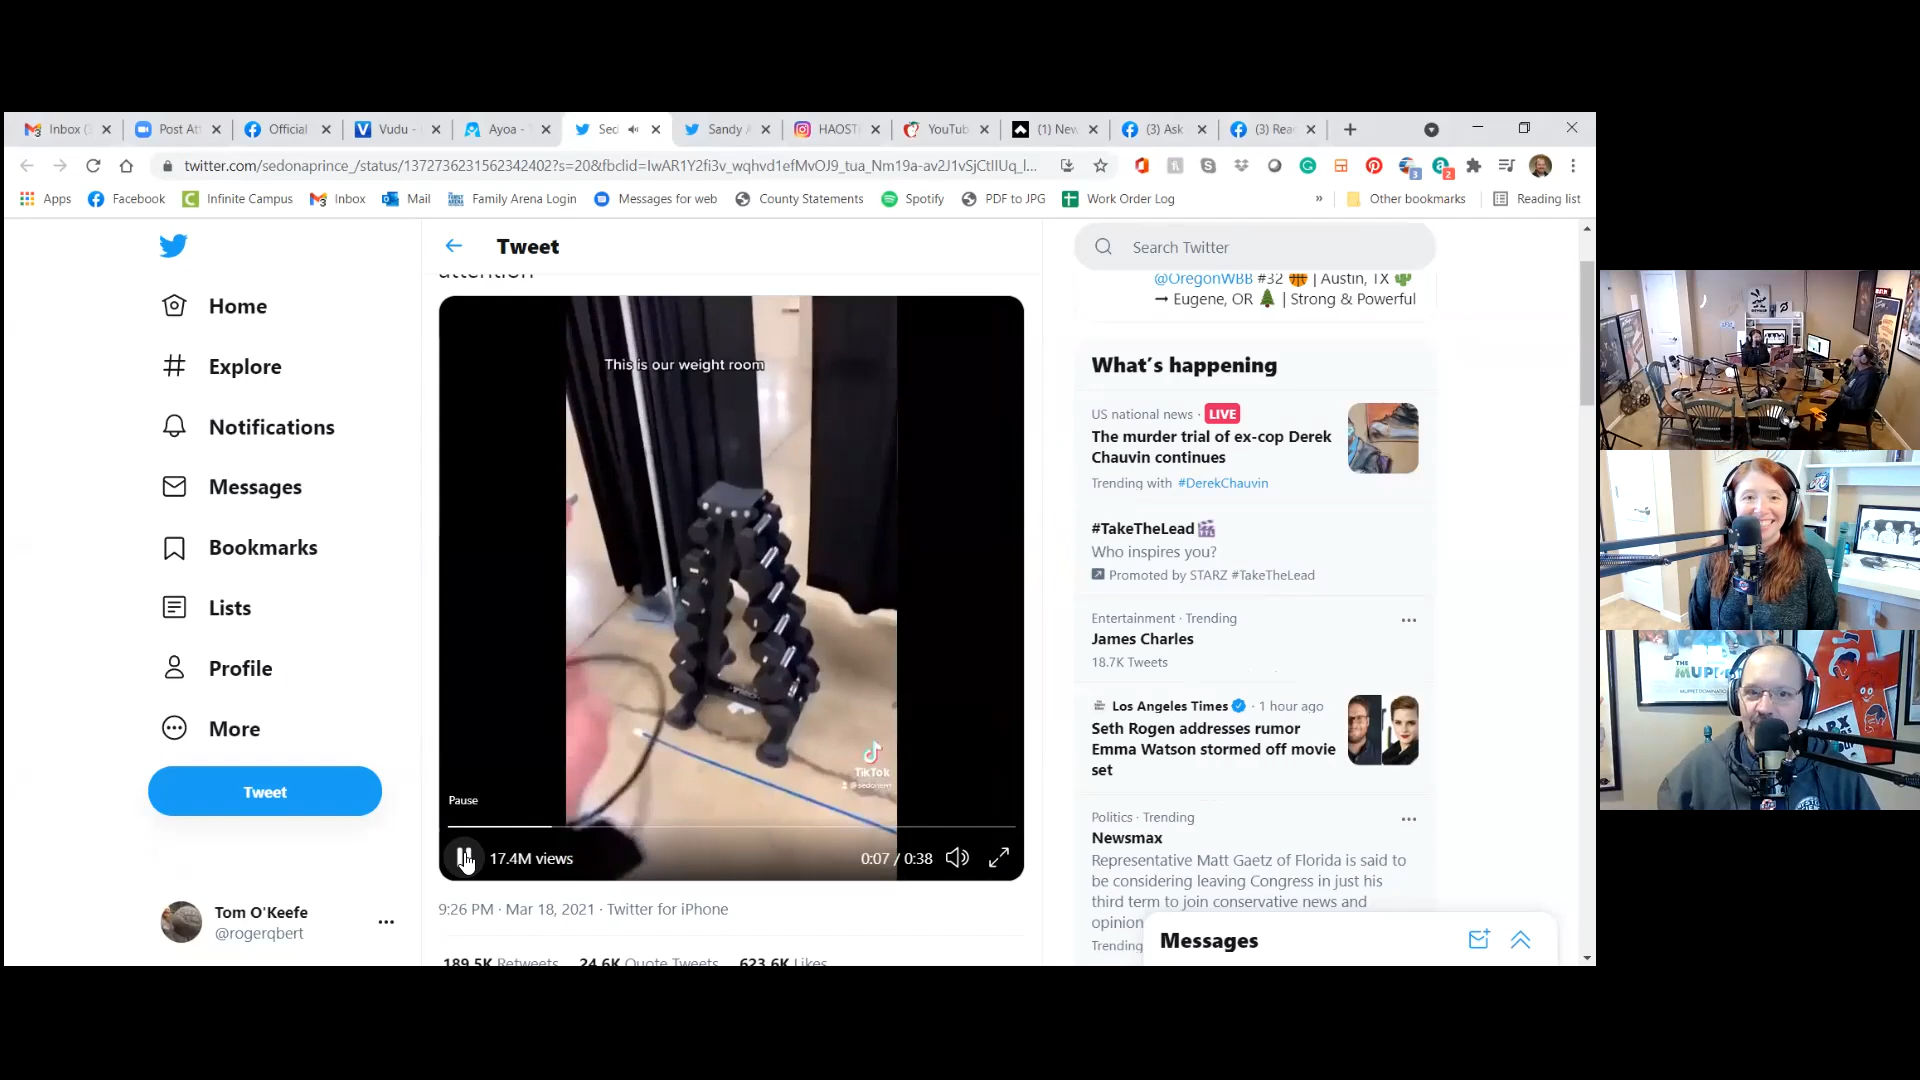 Inbox (
Post At
Official
Vudu -
Ayoa -
Sed
Sandy
HAOST
YouTub
(1) New
(3) Ask
(3) Rea
twitter.com/sedonaprince_/status/1372736231562342402?s=20&fbclid=IwAR1Y2fi3v_wqhvd1efMvOJ9_tua_Nm19a-av2J1vSjCtIIUq_l...
3
2
Apps
Facebook
Infinite Campus
Inbox
Mail
Family Arena Login
Messages for web
County Statements
Spotify
PDF to JPG
Work Order Log
»
Other bookmarks
Reading list
Home
Explore
Notifications
Messages
Bookmarks
Lists
Profile
More
Tweet
Tom O'Keefe
@rogerqbert
Tweet
attention
This is our weight room
TikTok
Pause
17.4M views
0:07 / 0:38
9:26 PM · Mar 18, 2021 · Twitter for iPhone
189.5K Retweets 24.6K Quote Tweets 623.6K Likes
Search Twitter
@OregonWBB #32 🏀 | Austin, TX 🌵
→ Eugene, OR 🌲 | Strong & Powerful
What's happening
US national news · LIVE
The murder trial of ex-cop Derek
Chauvin continues
Trending with #DerekChauvin
#TakeTheLead
Who inspires you?
Promoted by STARZ #TakeTheLead
Entertainment · Trending
James Charles
18.7K Tweets
Los Angeles Times · 1 hour ago
Seth Rogen addresses rumor
Emma Watson stormed off movie
set
Politics · Trending
Newsmax
Representative Matt Gaetz of Florida is said to
be considering leaving Congress in just his
third term to join conservative news and
opinion
Trending
Messages
THE